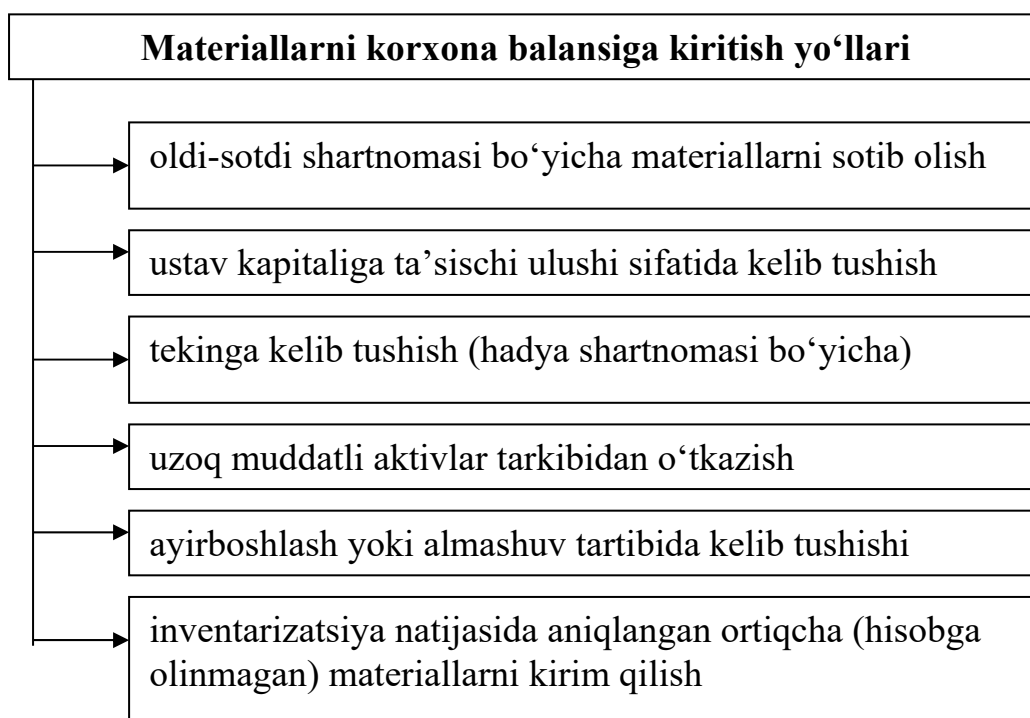 Materiallarni korxona balansiga kiritish yo‘llari
oldi-sotdi shartnomasi bo‘yicha materiallarni sotib olish
ustav kapitaliga ta’sischi ulushi sifatida kelib tushish
tekinga kelib tushish (hadya shartnomasi bo‘yicha)
uzoq muddatli aktivlar tarkibidan o‘tkazish
ayirboshlash yoki almashuv tartibida kelib tushishi
inventarizatsiya natijasida aniqlangan ortiqcha (hisobga
olinmagan) materiallarni kirim qilish